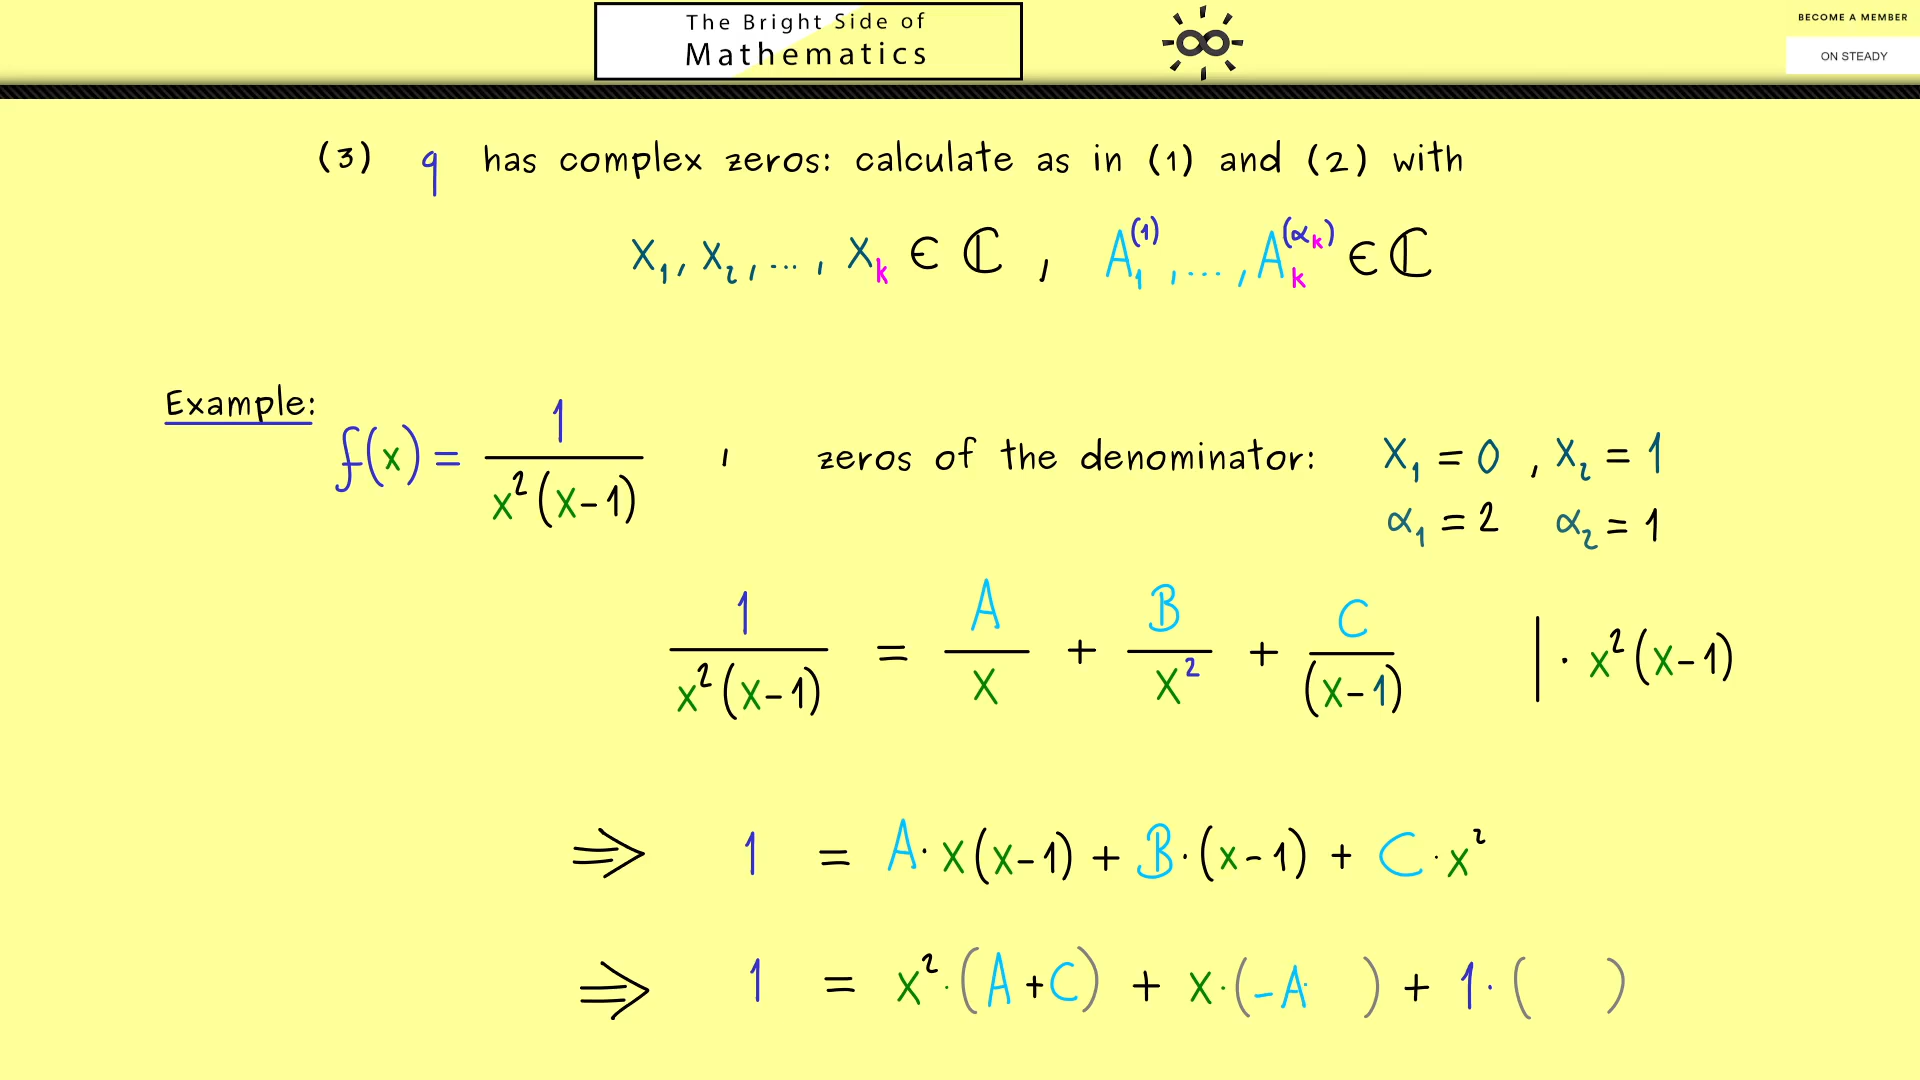 The Bright Side of
Mathematics
BECOME A MEMBER
ON STEADY
(3) q has complex zeros: calculate as in (1) and (2) with
x₁, x₂, ..., xₖ ∈ ℂ , A₁⁽¹⁾, ..., Aₖ^(αₖ) ∈ ℂ
Example: f(x) = 1 / (x²(x-1)) , zeros of the denominator: x₁ = 0 , x₂ = 1
α₁ = 2 α₂ = 1
1 / (x²(x-1)) = A / x + B / x² + C / (x-1) | · x²(x-1)
⇒ 1 = A · x(x-1) + B · (x-1) + C · x²
⇒ 1 = x² · (A + C) + x · (-A ) + 1 · ( )